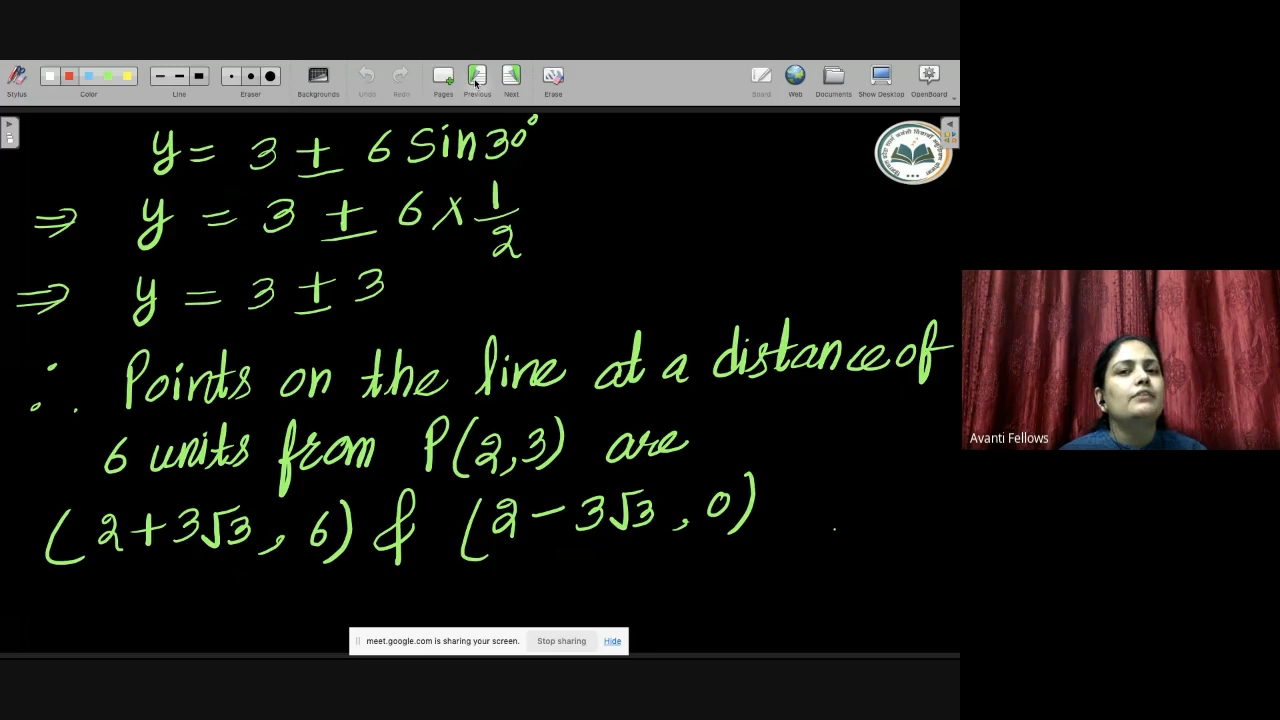 Stylus
Color
Line
Eraser
Backgrounds
Undo
Redo
Pages
Previous
Next
Erase
Board
Web
Documents
Show Desktop
OpenBoard
y = 3 ± 6 Sin 30°
⇒ y = 3 ± 6 × 1/2
⇒ y = 3 ± 3
∴ Points on the line at a distance of
6 units from P(2,3) are
(2+3√3, 6) & (2-3√3, 0)
Avanti Fellows
meet.google.com is sharing your screen.
Stop sharing
Hide